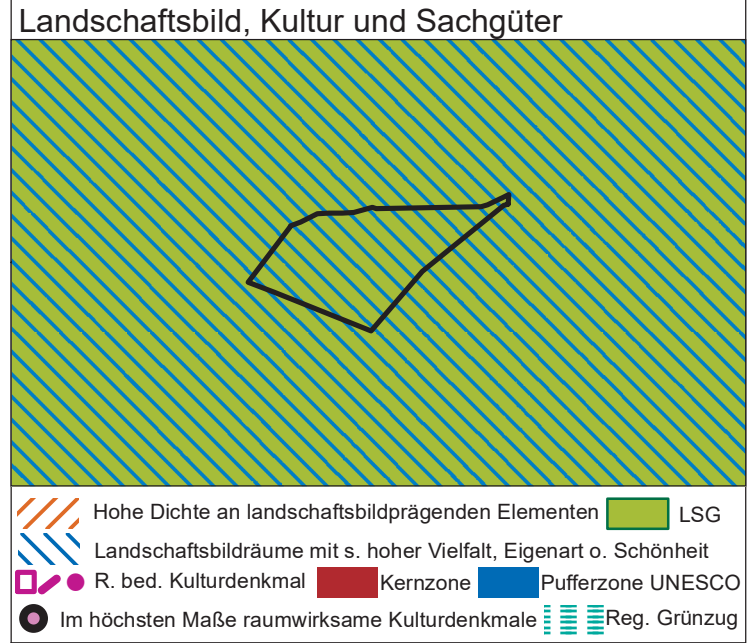 Landschaftsbild, Kultur und Sachgüter
Hohe Dichte an landschaftsbildprägenden Elementen LSG
Landschaftsbildräume mit s. hoher Vielfalt, Eigenart o. Schönheit
R. bed. Kulturdenkmal Kernzone Pufferzone UNESCO
Im höchsten Maße raumwirksame Kulturdenkmale Reg. Grünzug